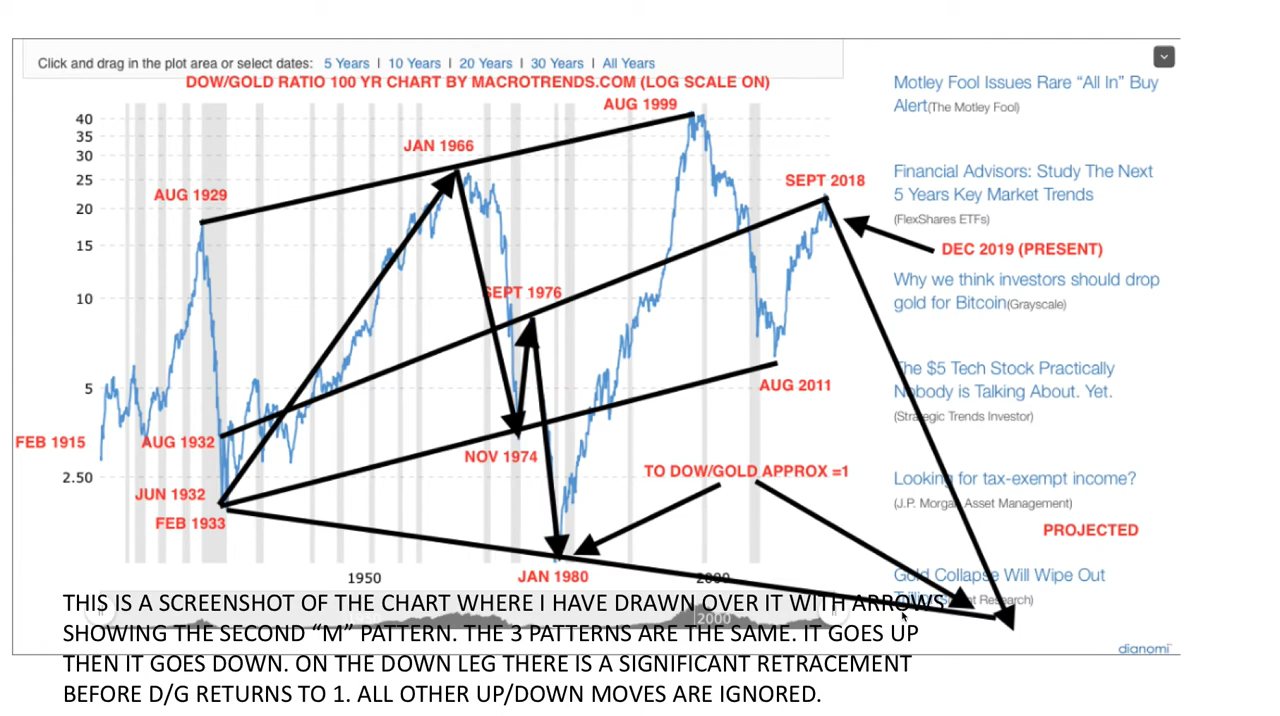 Click and drag in the plot area or select dates: 5 Years | 10 Years | 20 Years | 30 Years | All Years
DOW/GOLD RATIO 100 YR CHART BY MACROTRENDS.COM (LOG SCALE ON)
AUG 1999
40
35
30
25
20
15
10
5
2.50
JAN 1966
AUG 1929
SEPT 2018
DEC 2019 (PRESENT)
SEPT 1976
AUG 2011
FEB 1915
AUG 1932
NOV 1974
TO DOW/GOLD APPROX =1
JUN 1932
FEB 1933
PROJECTED
JAN 1980
1950
2000
2000
Motley Fool Issues Rare “All In” Buy
Alert(The Motley Fool)
Financial Advisors: Study The Next
5 Years Key Market Trends
(FlexShares ETFs)
Why we think investors should drop
gold for Bitcoin(Grayscale)
The $5 Tech Stock Practically
Nobody is Talking About. Yet.
(Strategic Trends Investor)
Looking for tax-exempt income?
(J.P. Morgan Asset Management)
Gold Collapse Will Wipe Out
Research)
dianomi
THIS IS A SCREENSHOT OF THE CHART WHERE I HAVE DRAWN OVER IT WITH ARROWS
SHOWING THE SECOND “M” PATTERN. THE 3 PATTERNS ARE THE SAME. IT GOES UP
THEN IT GOES DOWN. ON THE DOWN LEG THERE IS A SIGNIFICANT RETRACEMENT
BEFORE D/G RETURNS TO 1. ALL OTHER UP/DOWN MOVES ARE IGNORED.